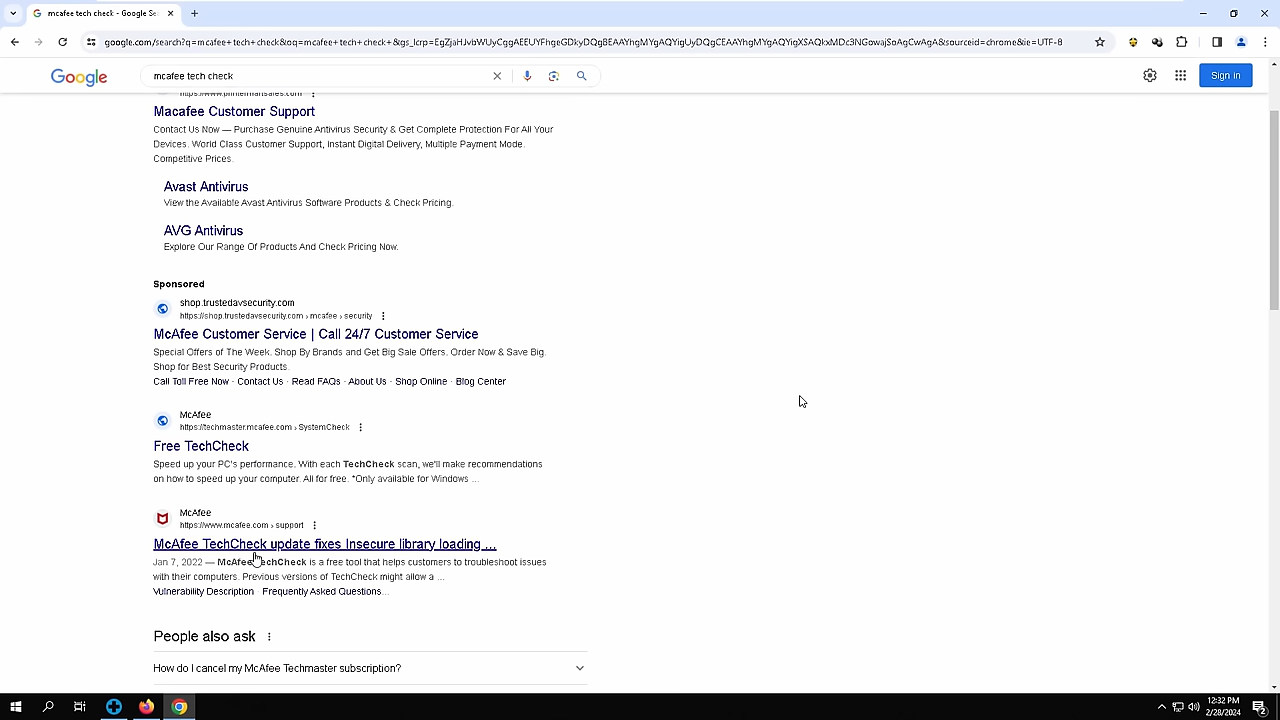 mcafee tech check - Google Se
google.com/search?q=mcafee+tech+check&oq=mcafee+tech+check+&gs_lcrp=
Google
mcafee tech check
Sign in
Macafee Customer Support
Contact Us Now — Purchase Genuine Antivirus Security & Get Complete Protection For All Your
Devices. World Class Customer Support, Instant Digital Delivery, Multiple Payment Mode.
Competitive Prices.
Avast Antivirus
View the Available Avast Antivirus Software Products & Check Pricing.
AVG Antivirus
Explore Our Range Of Products And Check Pricing Now.
Sponsored
shop.trustedavsecurity.com
https://shop.trustedavsecurity.com › mcafee › security
McAfee Customer Service | Call 24/7 Customer Service
Special Offers of The Week. Shop By Brands and Get Big Sale Offers. Order Now & Save Big.
Shop for Best Security Products.
Call Toll Free Now · Contact Us · Read FAQs · About Us · Shop Online · Blog Center
McAfee
https://techmaster.mcafee.com › SystemCheck
Free TechCheck
Speed up your PC's performance. With each TechCheck scan, we'll make recommendations
on how to speed up your computer. All for free. *Only available for Windows ...
McAfee
https://www.mcafee.com › support
McAfee TechCheck update fixes Insecure library loading ...
Jan 7, 2022 — McAfee TechCheck is a free tool that helps customers to troubleshoot issues
with their computers. Previous versions of TechCheck might allow a ...
Vulnerability Description Frequently Asked Questions...
People also ask
How do I cancel my McAfee Techmaster subscription?
12:32 PM
2/28/2024